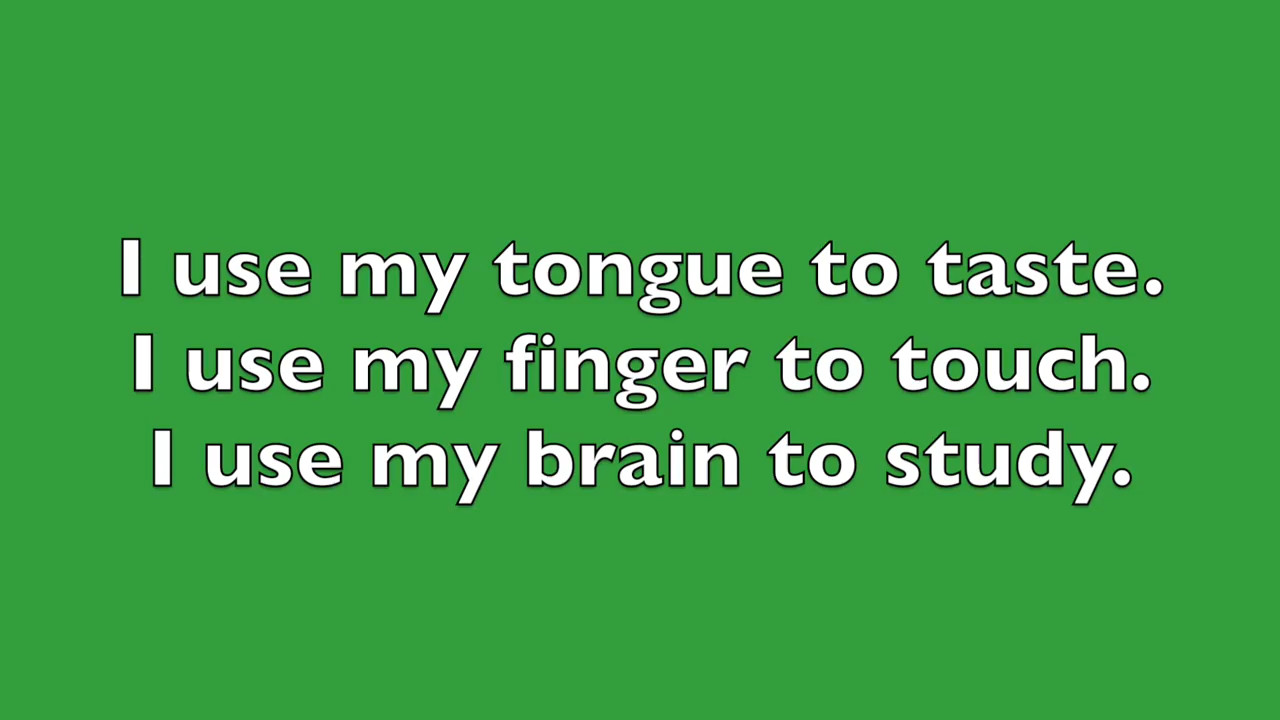 I use my tongue to taste.
I use my finger to touch.
I use my brain to study.